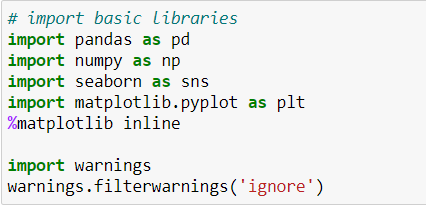 # import basic libraries
import pandas as pd
import numpy as np
import seaborn as sns
import matplotlib.pyplot as plt
%matplotlib inline

import warnings
warnings.filterwarnings('ignore')